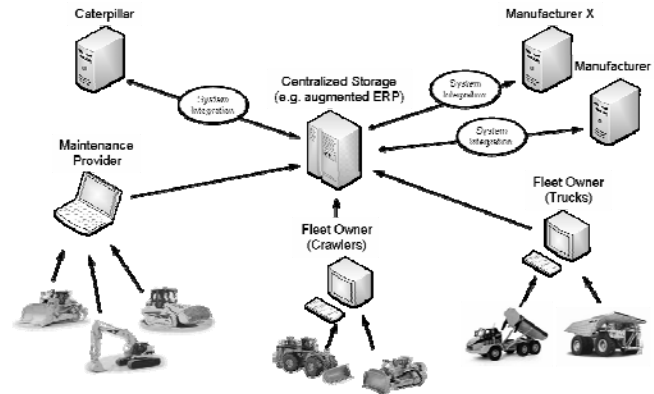 Caterpillar
Manufacturer X
Manufacturer
Centralized Storage
(e.g. augmented ERP)
System
Integration
System
Integration
System
Integration
Maintenance
Provider
Fleet Owner
(Trucks)
Fleet Owner
(Crawlers)